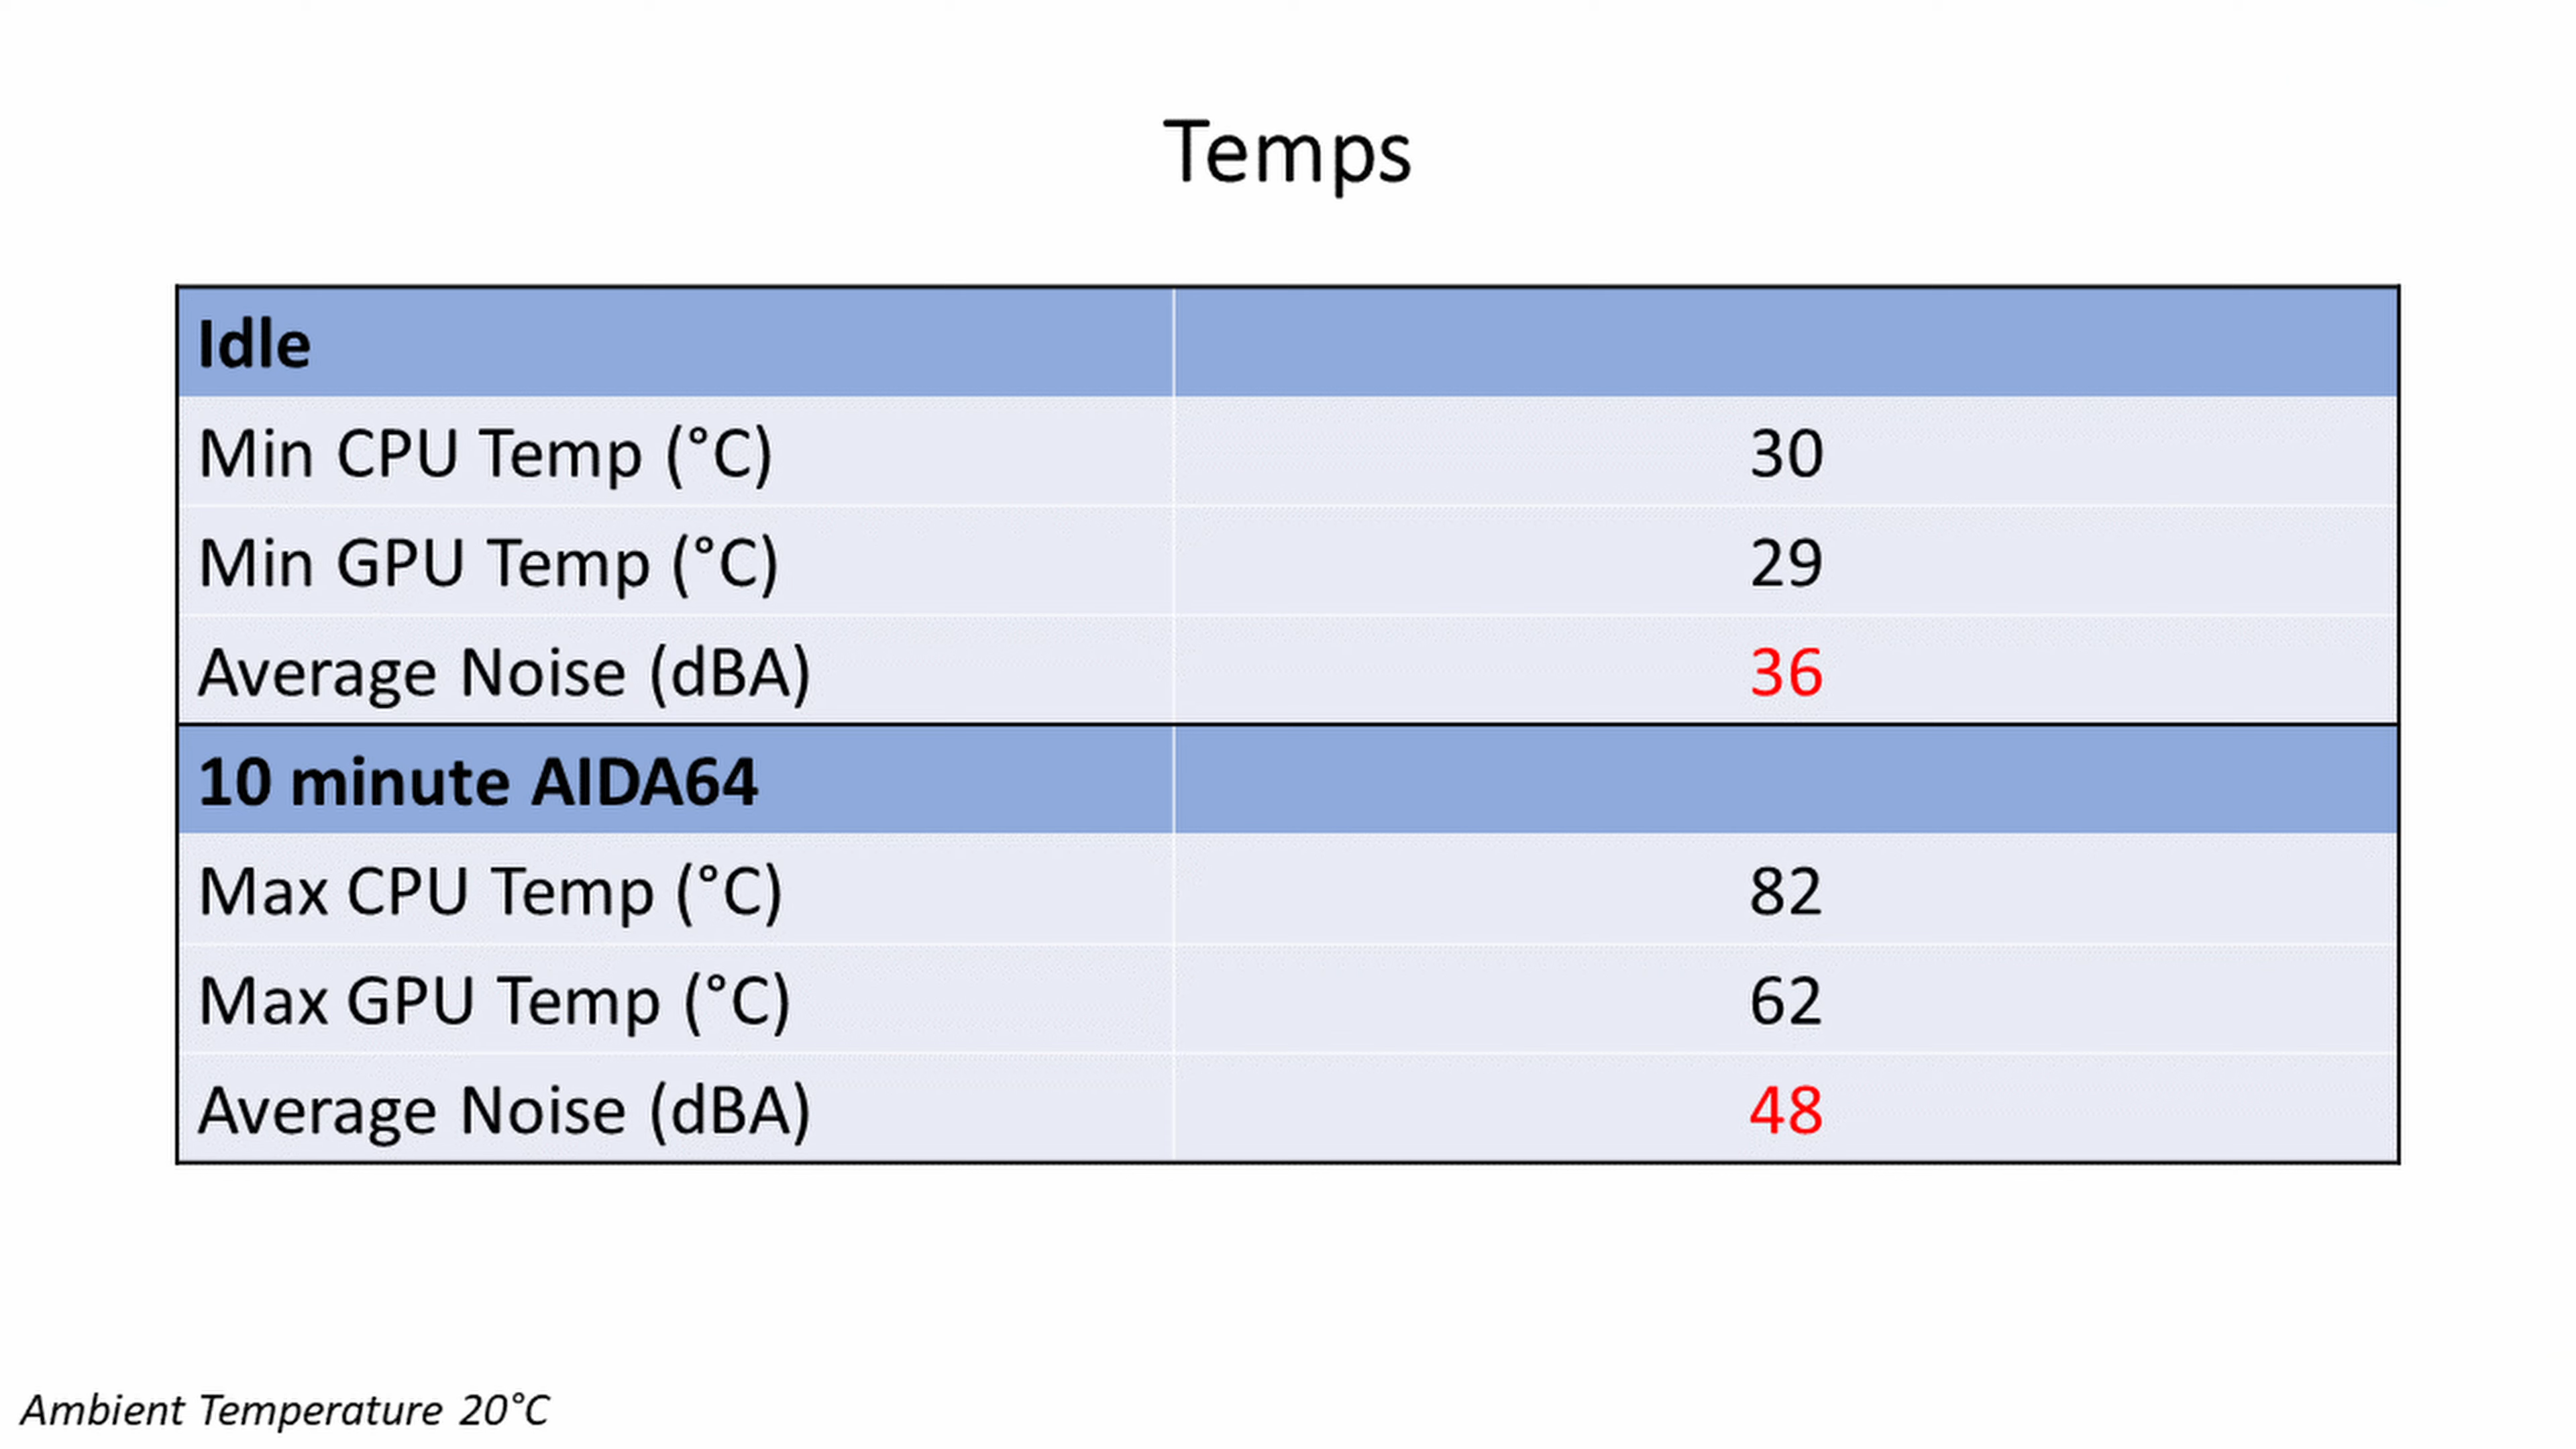 Temps
Idle
Min CPU Temp (°C) 30
Min GPU Temp (°C) 29
Average Noise (dBA) 36
10 minute AIDA64
Max CPU Temp (°C) 82
Max GPU Temp (°C) 62
Average Noise (dBA) 48
Ambient Temperature 20°C